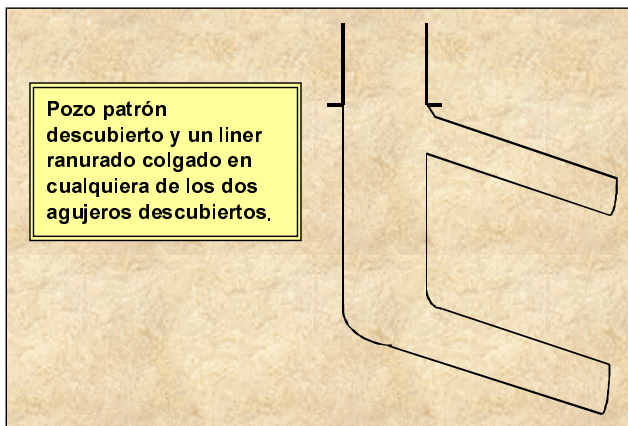 Pozo patrón
descubierto y un liner
ranurado colgado en
cualquiera de los dos
agujeros descubiertos.